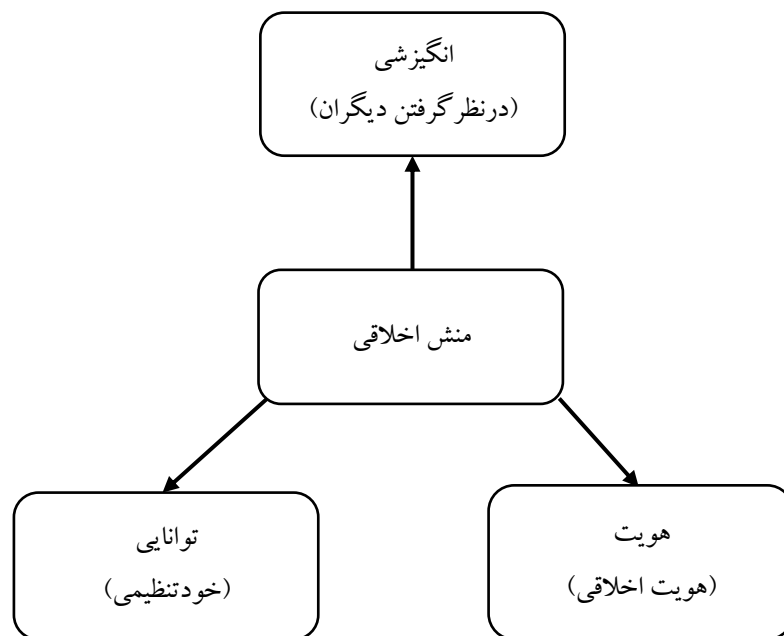 انگیزشی
(درنظرگرفتن دیگران)
منش اخلاقی
هویت
(هویت اخلاقی)
توانایی
(خودتنظیمی)